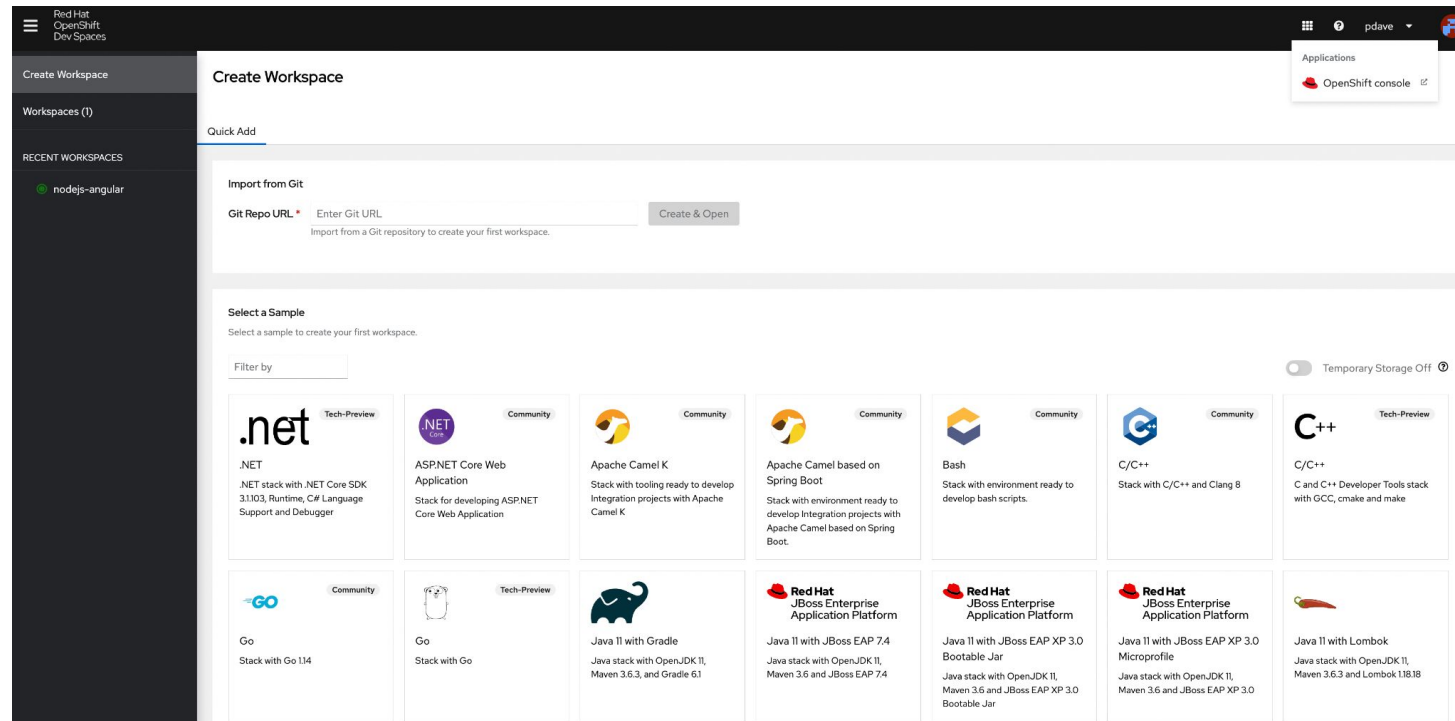 Red Hat
OpenShift
Dev Spaces
pdave
Applications
OpenShift console
Create Workspace
Workspaces (1)
RECENT WORKSPACES
nodejs-angular
Create Workspace
Quick Add
Import from Git
Git Repo URL * Enter Git URL Create & Open
Import from a Git repository to create your first workspace.
Select a Sample
Select a sample to create your first workspace.
Filter by
Temporary Storage Off
.net Tech-Preview
.NET
.NET stack with .NET Core SDK
3.1.103, Runtime, C# Language
Support and Debugger
.NET
Core
Community
ASP.NET Core Web
Application
Stack for developing ASP.NET
Core Web Application
Community
Apache Camel K
Stack with tooling ready to develop
Integration projects with Apache
Camel K
Community
Apache Camel based on
Spring Boot
Stack with environment ready to
develop Integration projects with
Apache Camel based on Spring
Boot.
Community
Bash
Stack with environment ready to
develop bash scripts.
C++
Community
C/C++
Stack with C/C++ and Clang 8
C++ Tech-Preview
C/C++
C and C++ Developer Tools stack
with GCC, cmake and make
GO Community
Go
Stack with Go 1.14
Tech-Preview
Go
Stack with Go
Java 11 with Gradle
Java stack with OpenJDK 11,
Maven 3.6.3, and Gradle 6.1
Red Hat
JBoss Enterprise
Application Platform
Java 11 with JBoss EAP 7.4
Java stack with OpenJDK 11,
Maven 3.6 and JBoss EAP 7.4
Red Hat
JBoss Enterprise
Application Platform
Java 11 with JBoss EAP XP 3.0
Bootable Jar
Java stack with OpenJDK 11,
Maven 3.6 and JBoss EAP XP 3.0
Bootable Jar
Red Hat
JBoss Enterprise
Application Platform
Java 11 with JBoss EAP XP 3.0
Microprofile
Java stack with OpenJDK 11,
Maven 3.6 and JBoss EAP XP 3.0
Java 11 with Lombok
Java stack with OpenJDK 11,
Maven 3.6.3 and Lombok 1.18.18